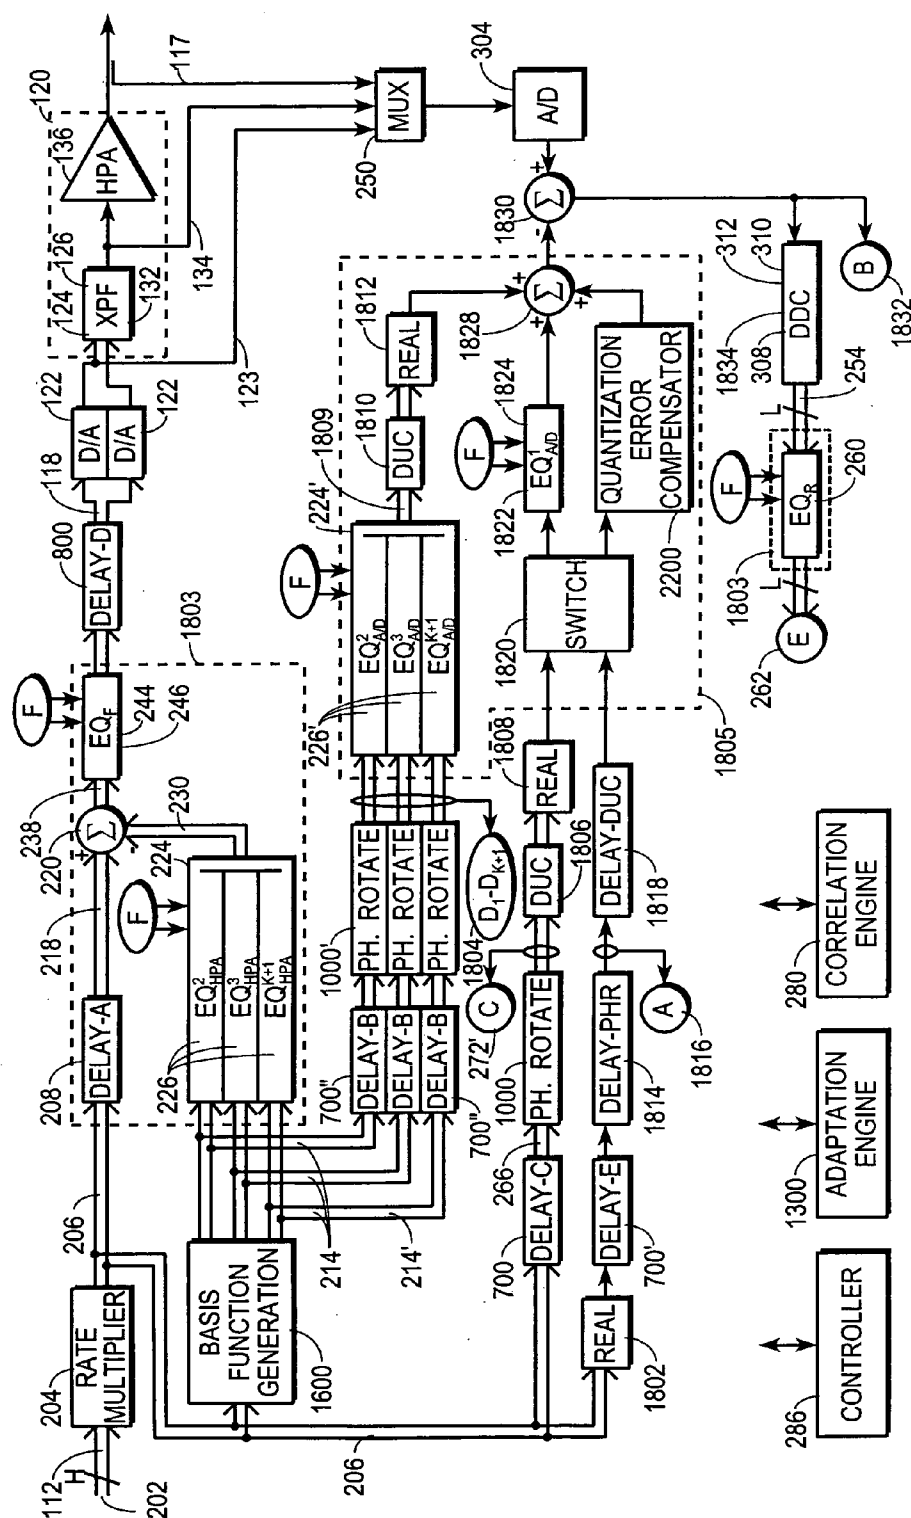 H
112
202
204
RATE
MULTIPLIER
206
208
DELAY-A
218
220
238
+
-
Σ
230
F
EQF
244
246
1803
800
DELAY-D
118
122
D/A
D/A
122
123
124
126
XPF
132
134
120
136
HPA
117
250
MUX
304
A/D
BASIS
FUNCTION
GENERATION
1600
214
214'
226
EQ²HPA
EQ³HPA
EQᴷ⁺¹HPA
224
F
700"
DELAY-B
DELAY-B
DELAY-B
700"
1000'
PH. ROTATE
PH. ROTATE
PH. ROTATE
1804
D1-DK+1
226'
EQ²A/D
EQ³A/D
EQᴷ⁺¹A/D
224'
F
1809
1810
DUC
REAL
1812
206
700
DELAY-C
266
1000
PH. ROTATE
272'
C
DUC
1806
REAL
1808
1802
REAL
DELAY-E
700'
DELAY-PHR
1814
A
1816
DELAY-DUC
1818
1820
SWITCH
1805
1822
EQ¹A/D
1824
F
QUANTIZATION
ERROR
COMPENSATOR
2200
1828
Σ
+
+
+
1830
Σ
+
-
B
1832
DDC
308
1834
312
310
254
L
F
EQR
260
1803
L
E
262
286
CONTROLLER
1300
ADAPTATION
ENGINE
280
CORRELATION
ENGINE